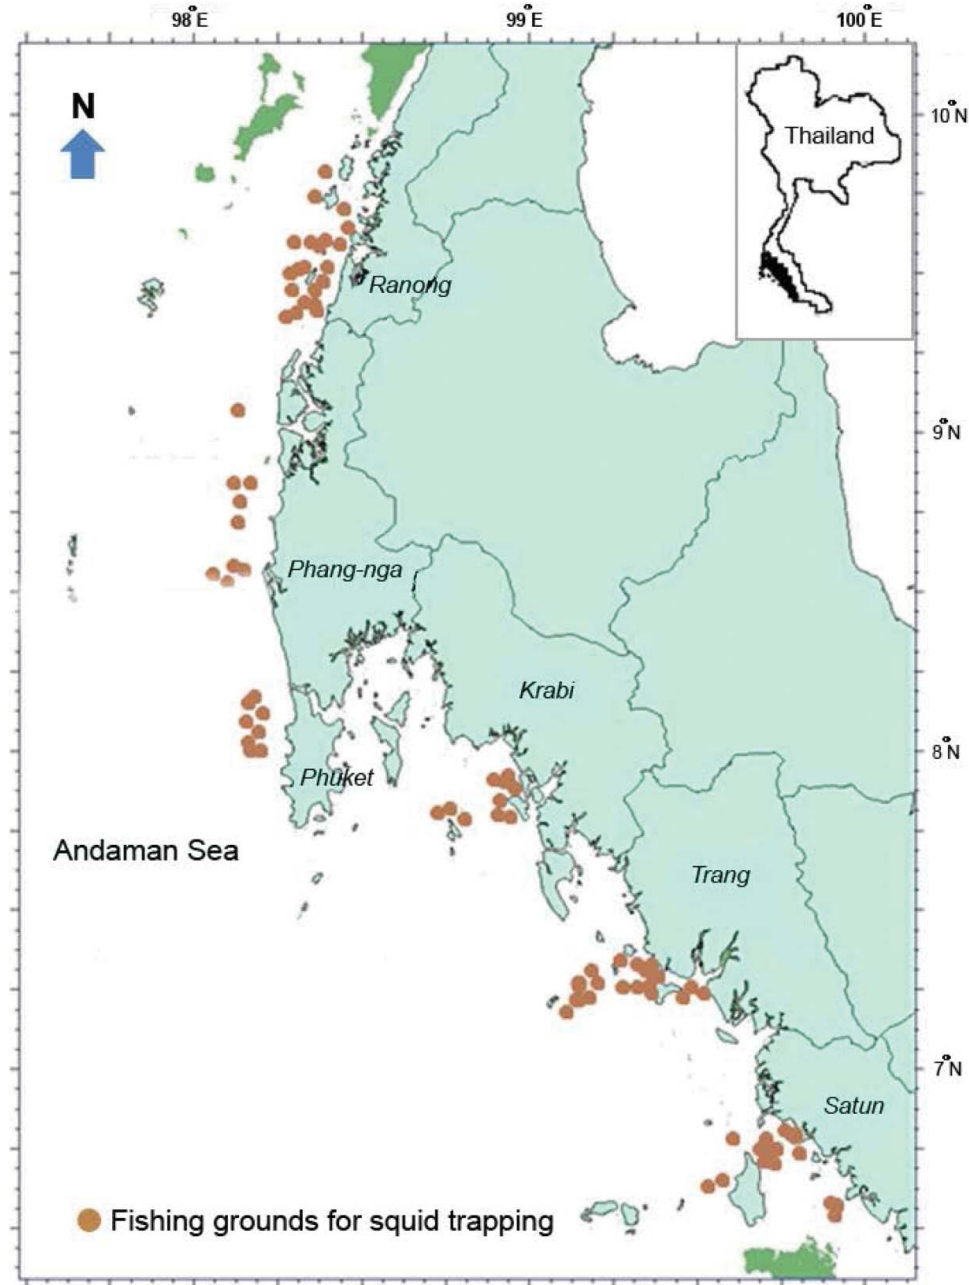 98°E
99°E
100°E
N
Thailand
10°N
Ranong
9°N
Phang-nga
Krabi
8°N
Phuket
Andaman Sea
Trang
7°N
Satun
Fishing grounds for squid trapping